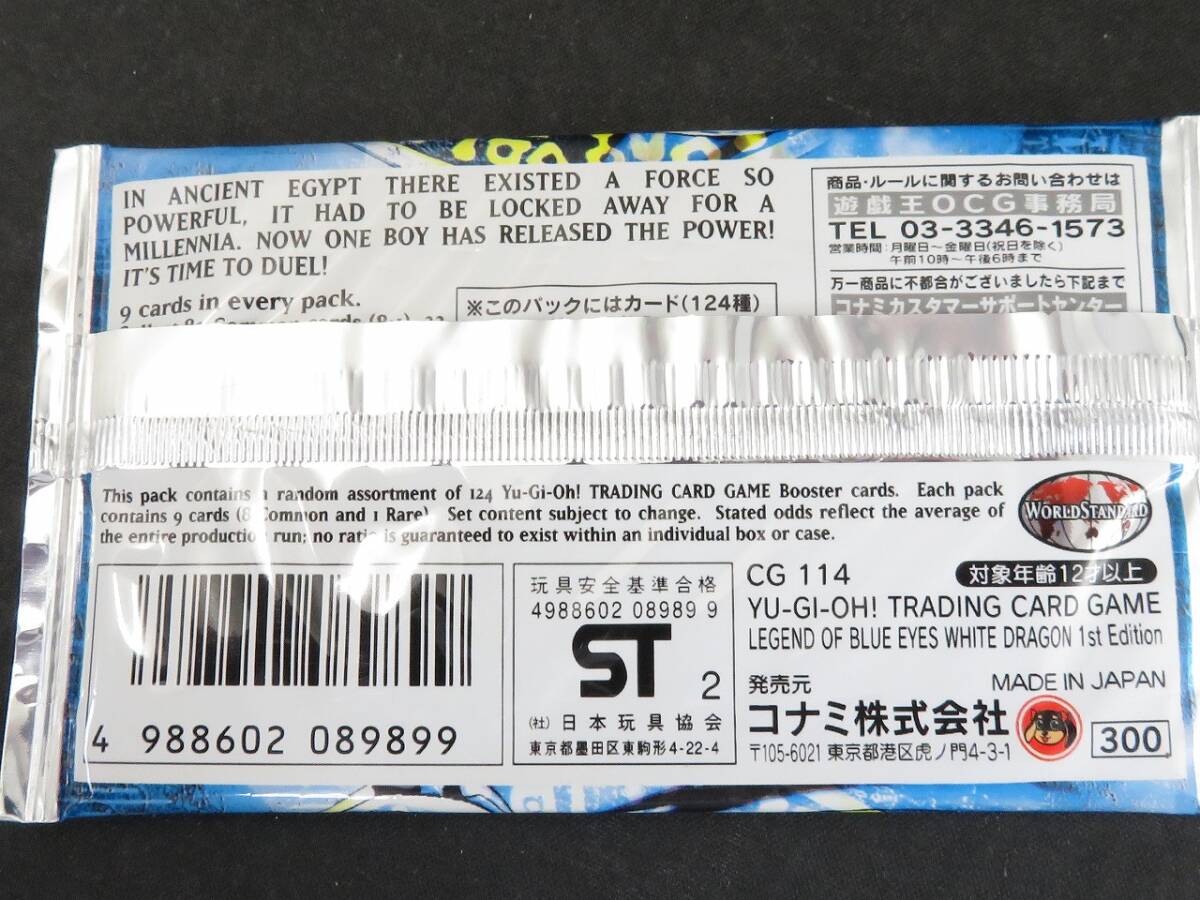 IN ANCIENT EGYPT THERE EXISTED A FORCE SO
POWERFUL, IT HAD TO BE LOCKED AWAY FOR A
MILLENNIA. NOW ONE BOY HAS RELEASED THE POWER!
IT'S TIME TO DUEL!
9 cards in every pack.
※このパックにはカード(124種)
商品・ルールに関するお問い合わせは
遊戯王OCG事務局
TEL 03-3346-1573
営業時間:月曜日~金曜日(祝日を除く)
午前10時~午後6時まで
万一商品に不都合がございましたら下記まで
コナミカスタマーサポートセンター
This pack contains a random assortment of 124 Yu-Gi-Oh! TRADING CARD GAME Booster cards. Each pack
contains 9 cards (8 Common and 1 Rare). Set content subject to change. Stated odds reflect the average of
the entire production run; no ratio is guaranteed to exist within an individual box or case.
WORLD STANDARD
4 988602 089899
玩具安全基準合格
4988602 08989 9
ST 2
(社)日本玩具協会
東京都墨田区東駒形4-22-4
CG 114 対象年齢12才以上
YU-GI-OH! TRADING CARD GAME
LEGEND OF BLUE EYES WHITE DRAGON 1st Edition
発売元 MADE IN JAPAN
コナミ株式会社
〒105-6021 東京都港区虎ノ門4-3-1
300